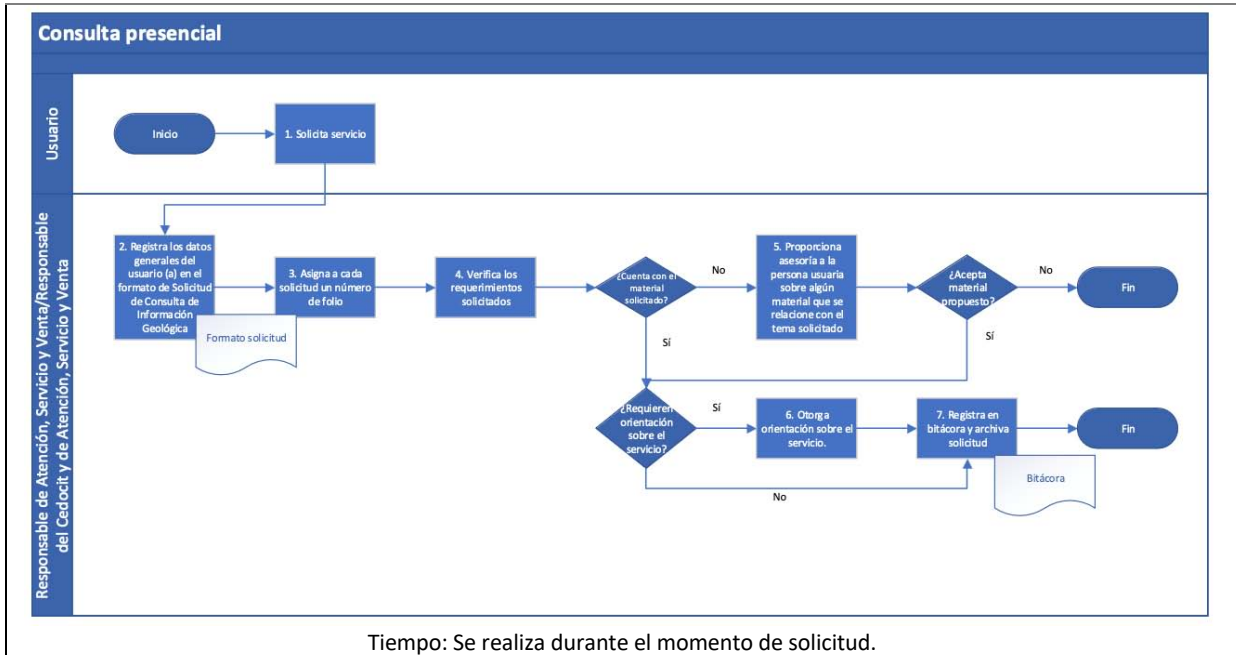 Consulta presencial
Usuario
Inicio
1. Solicita servicio
Responsable de Atención, Servicio y Venta/Responsable
del Cedocit y de Atención, Servicio y Venta
2. Registra los datos
generales del
usuario (a) en el
formato de Solicitud
de Consulta de
Información
Geológica
Formato solicitud
3. Asigna a cada
solicitud un número
de folio
4. Verifica los
requerimientos
solicitados
¿Cuenta con el
material
solicitado?
No
Sí
5. Proporciona
asesoría a la
persona usuaria
sobre algún
material que se
relacione con el
tema solicitado
¿Acepta
material
propuesto?
No
Sí
Fin
¿Requieren
orientación
sobre el
servicio?
Sí
No
6. Otorga
orientación sobre el
servicio.
7. Registra en
bitácora y archiva
solicitud
Bitácora
Fin
Tiempo: Se realiza durante el momento de solicitud.